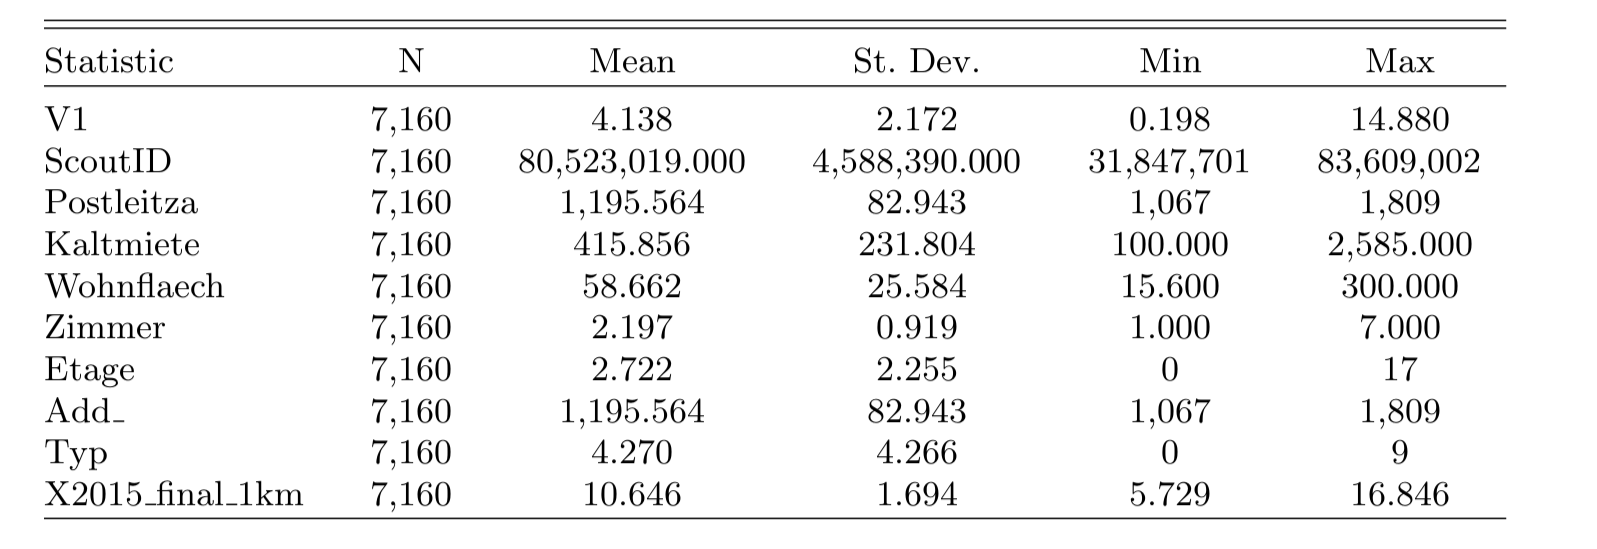 Statistic N Mean St. Dev. Min Max
V1 7,160 4.138 2.172 0.198 14.880
ScoutID 7,160 80,523,019.000 4,588,390.000 31,847,701 83,609,002
Postleitza 7,160 1,195.564 82.943 1,067 1,809
Kaltmiete 7,160 415.856 231.804 100.000 2,585.000
Wohnflaech 7,160 58.662 25.584 15.600 300.000
Zimmer 7,160 2.197 0.919 1.000 7.000
Etage 7,160 2.722 2.255 0 17
Add_ 7,160 1,195.564 82.943 1,067 1,809
Typ 7,160 4.270 4.266 0 9
X2015_final_1km 7,160 10.646 1.694 5.729 16.846